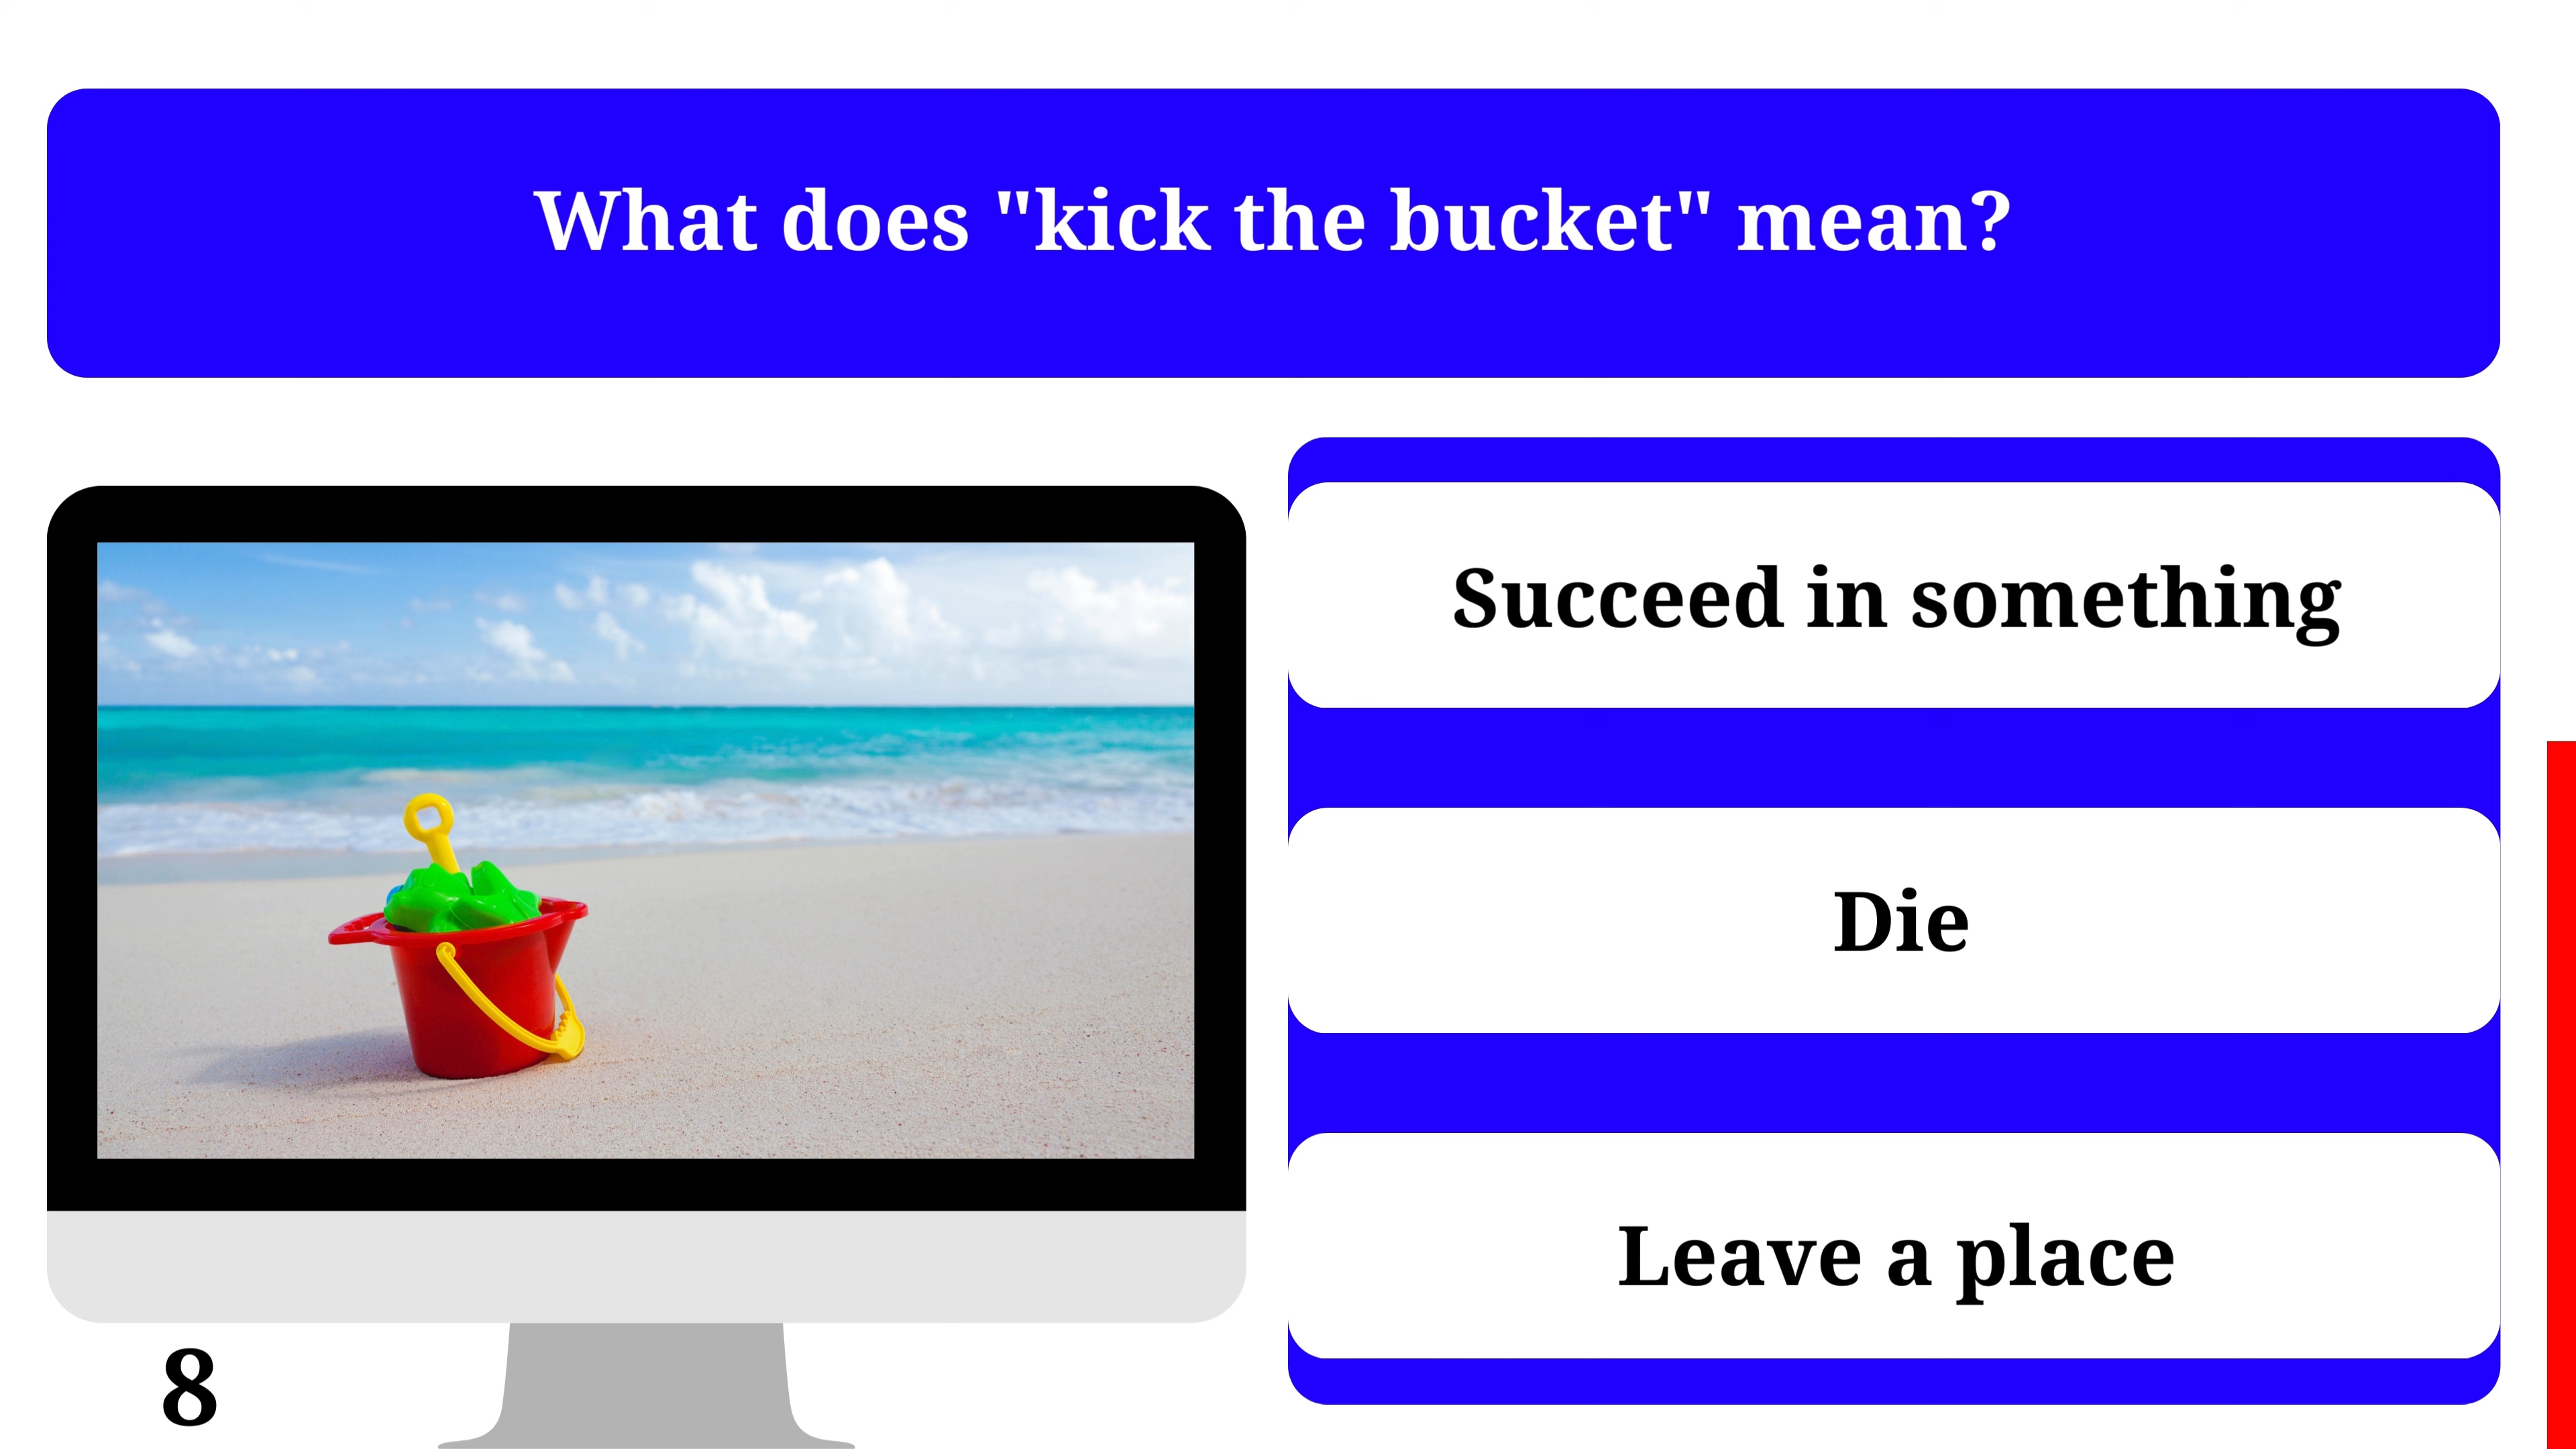 What does "kick the bucket" mean?
Succeed in something
Die
Leave a place
8